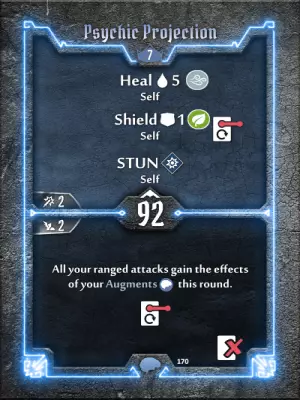 Psychic Projection
7
Heal 5
Self
Shield 1
Self
STUN
Self
2
92
2
All your ranged attacks gain the effects
of your Augments this round.
170